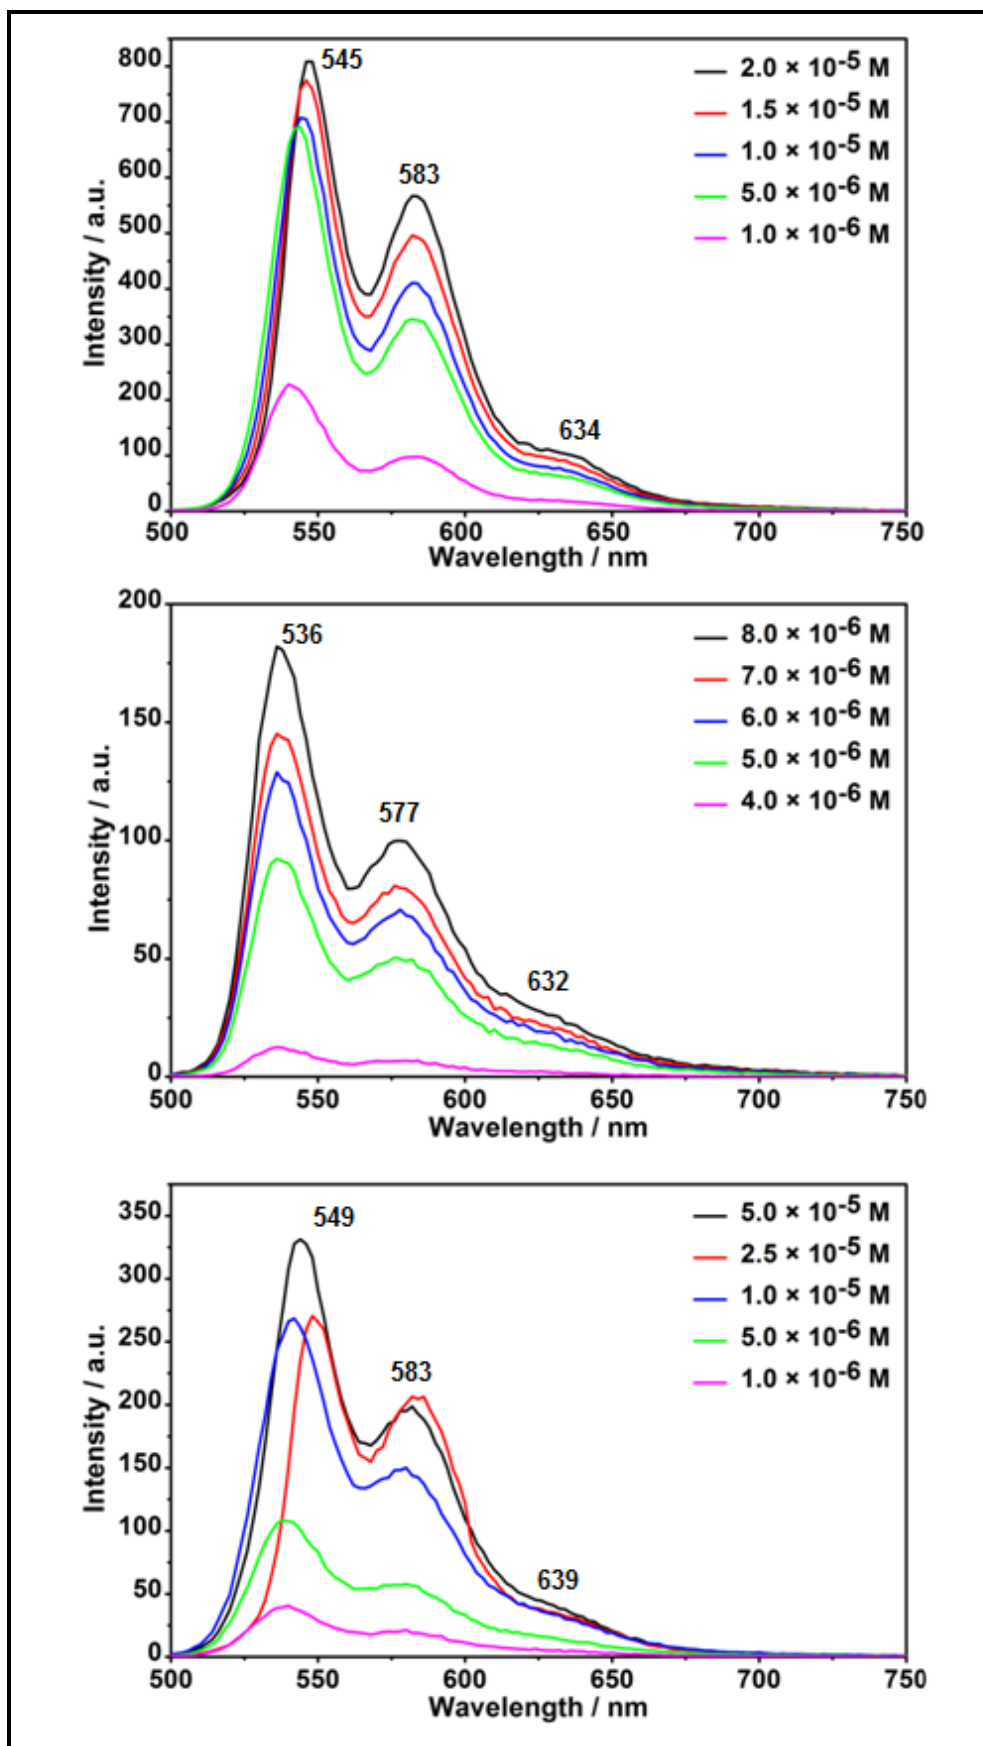 545
583
634
2.0 × 10⁻⁵ M
1.5 × 10⁻⁵ M
1.0 × 10⁻⁵ M
5.0 × 10⁻⁶ M
1.0 × 10⁻⁶ M
800
700
600
500
400
300
200
100
0
Intensity / a.u.
500 550 600 650 700 750
Wavelength / nm
536
577
632
8.0 × 10⁻⁶ M
7.0 × 10⁻⁶ M
6.0 × 10⁻⁶ M
5.0 × 10⁻⁶ M
4.0 × 10⁻⁶ M
200
150
100
50
0
Intensity / a.u.
500 550 600 650 700 750
Wavelength / nm
549
583
639
5.0 × 10⁻⁵ M
2.5 × 10⁻⁵ M
1.0 × 10⁻⁵ M
5.0 × 10⁻⁶ M
1.0 × 10⁻⁶ M
350
300
250
200
150
100
50
0
Intensity / a.u.
500 550 600 650 700 750
Wavelength / nm